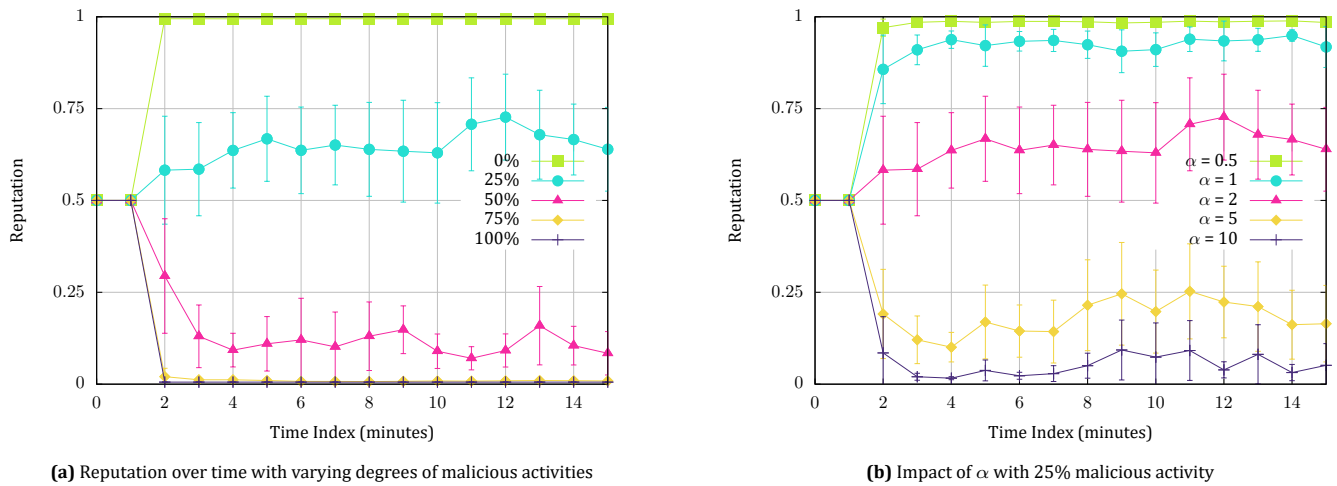 1
0.75
0.5
0.25
0
Reputation
0%
25%
50%
75%
100%
0 2 4 6 8 10 12 14
Time Index (minutes)
(a) Reputation over time with varying degrees of malicious activities
1
0.75
0.5
0.25
0
Reputation
α = 0.5
α = 1
α = 2
α = 5
α = 10
0 2 4 6 8 10 12 14
Time Index (minutes)
(b) Impact of α with 25% malicious activity